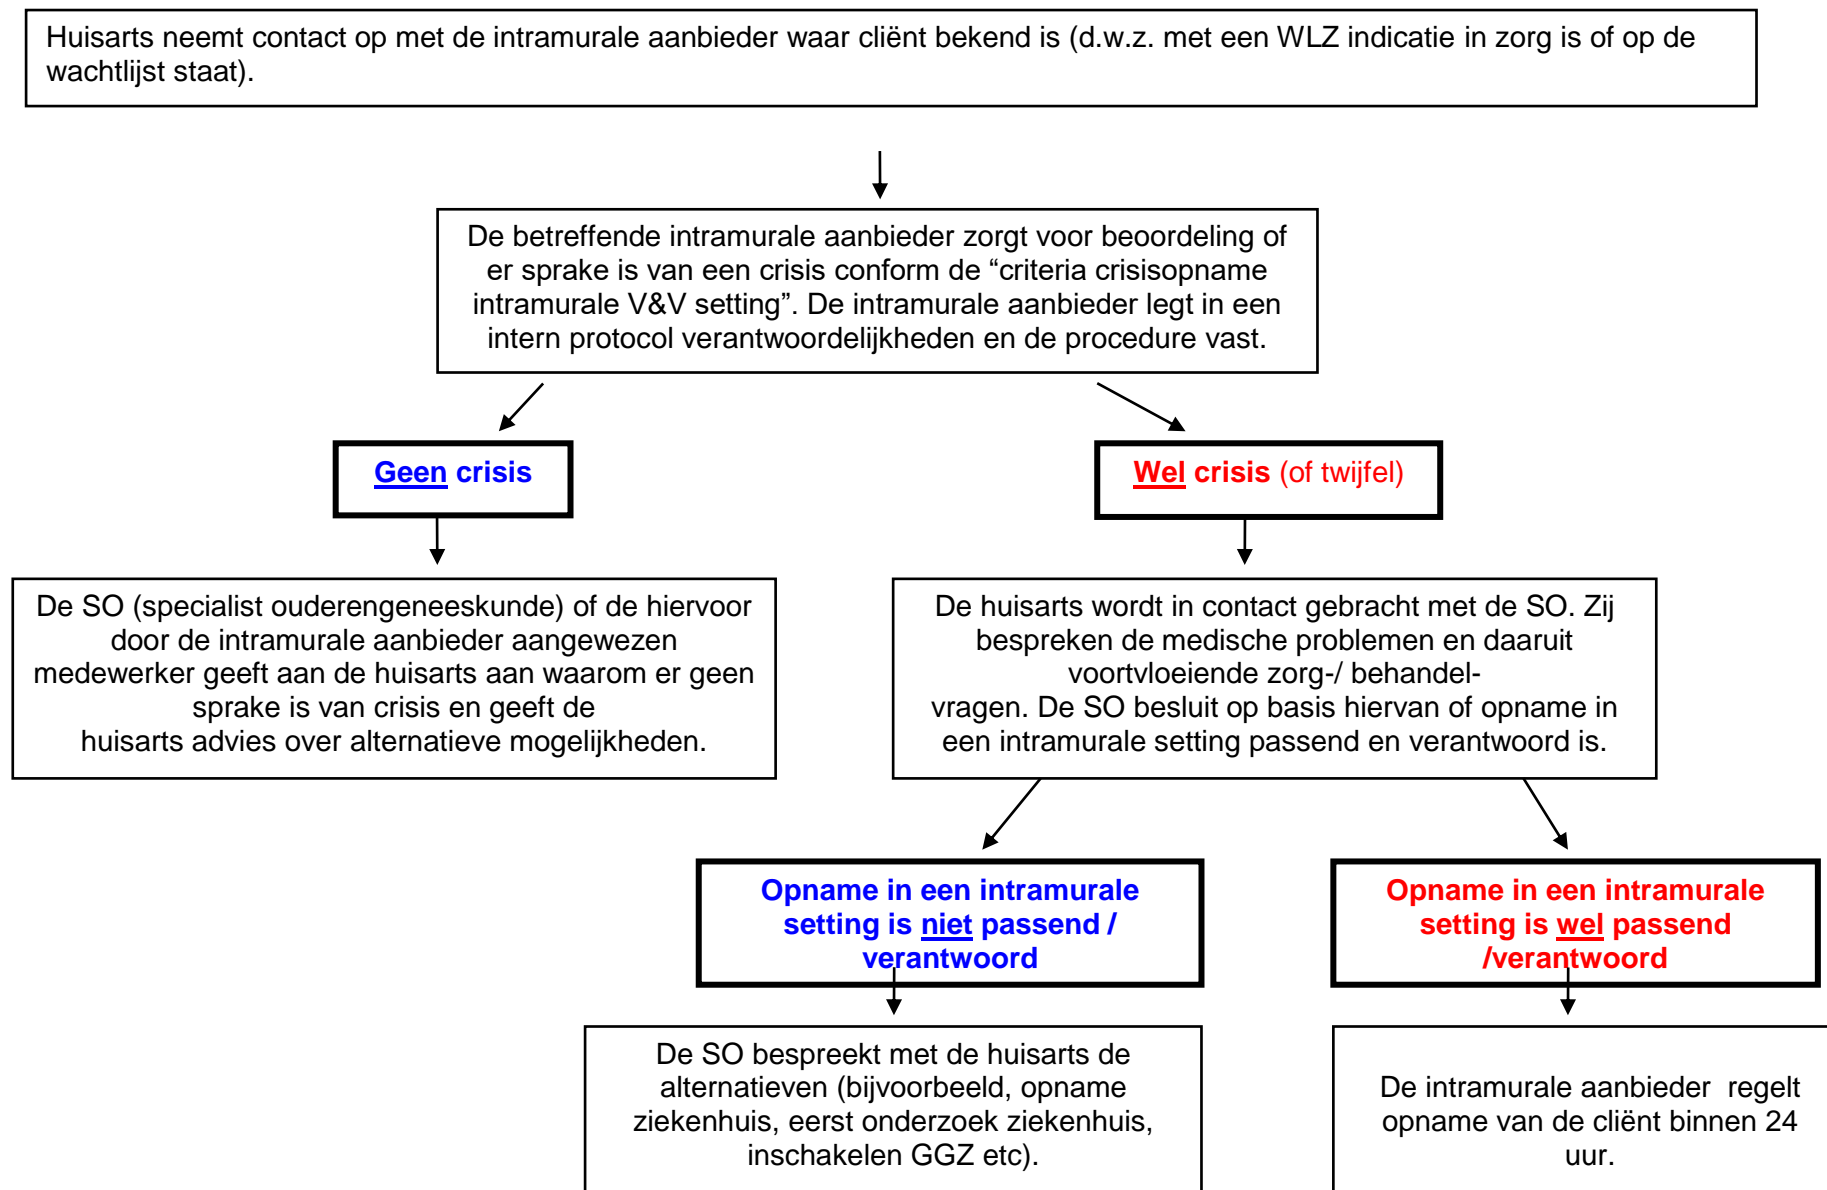 Huisarts neemt contact op met de intramurale aanbieder waar cliënt bekend is (d.w.z. met een WLZ indicatie in zorg is of op de
wachtlijst staat).
De betreffende intramurale aanbieder zorgt voor beoordeling of
er sprake is van een crisis conform de “criteria crisisopname
intramurale V&V setting”. De intramurale aanbieder legt in een
intern protocol verantwoordelijkheden en de procedure vast.
Geen crisis
Wel crisis (of twijfel)
De SO (specialist ouderengeneeskunde) of de hiervoor
door de intramurale aanbieder aangewezen
medewerker geeft aan de huisarts aan waarom er geen
sprake is van crisis en geeft de
huisarts advies over alternatieve mogelijkheden.
De huisarts wordt in contact gebracht met de SO. Zij
bespreken de medische problemen en daaruit
voortvloeiende zorg-/ behandel-
vragen. De SO besluit op basis hiervan of opname in
een intramurale setting passend en verantwoord is.
Opname in een intramurale
setting is niet passend /
verantwoord
Opname in een intramurale
setting is wel passend
/verantwoord
De SO bespreekt met de huisarts de
alternatieven (bijvoorbeeld, opname
ziekenhuis, eerst onderzoek ziekenhuis,
inschakelen GGZ etc).
De intramurale aanbieder  regelt
opname van de cliënt binnen 24
uur.